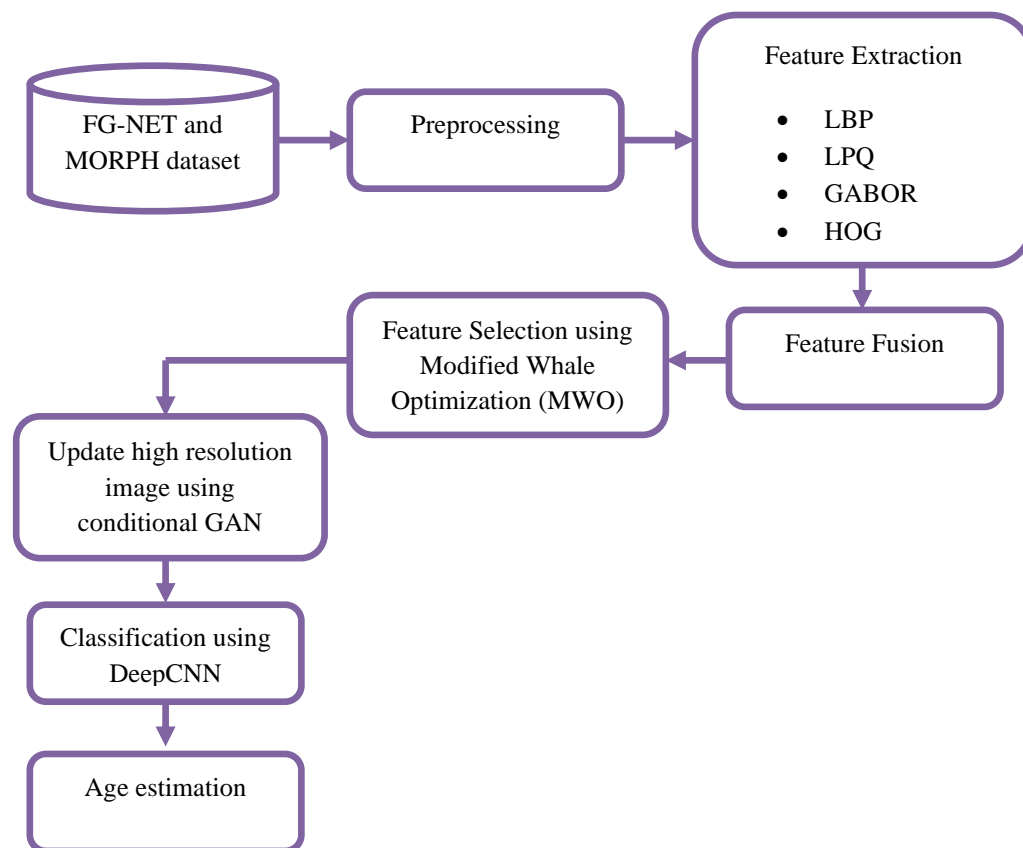 FG-NET and
MORPH dataset
Preprocessing
Feature Extraction
• LBP
• LPQ
• GABOR
• HOG
Feature Fusion
Feature Selection using
Modified Whale
Optimization (MWO)
Update high resolution
image using
conditional GAN
Classification using
DeepCNN
Age estimation